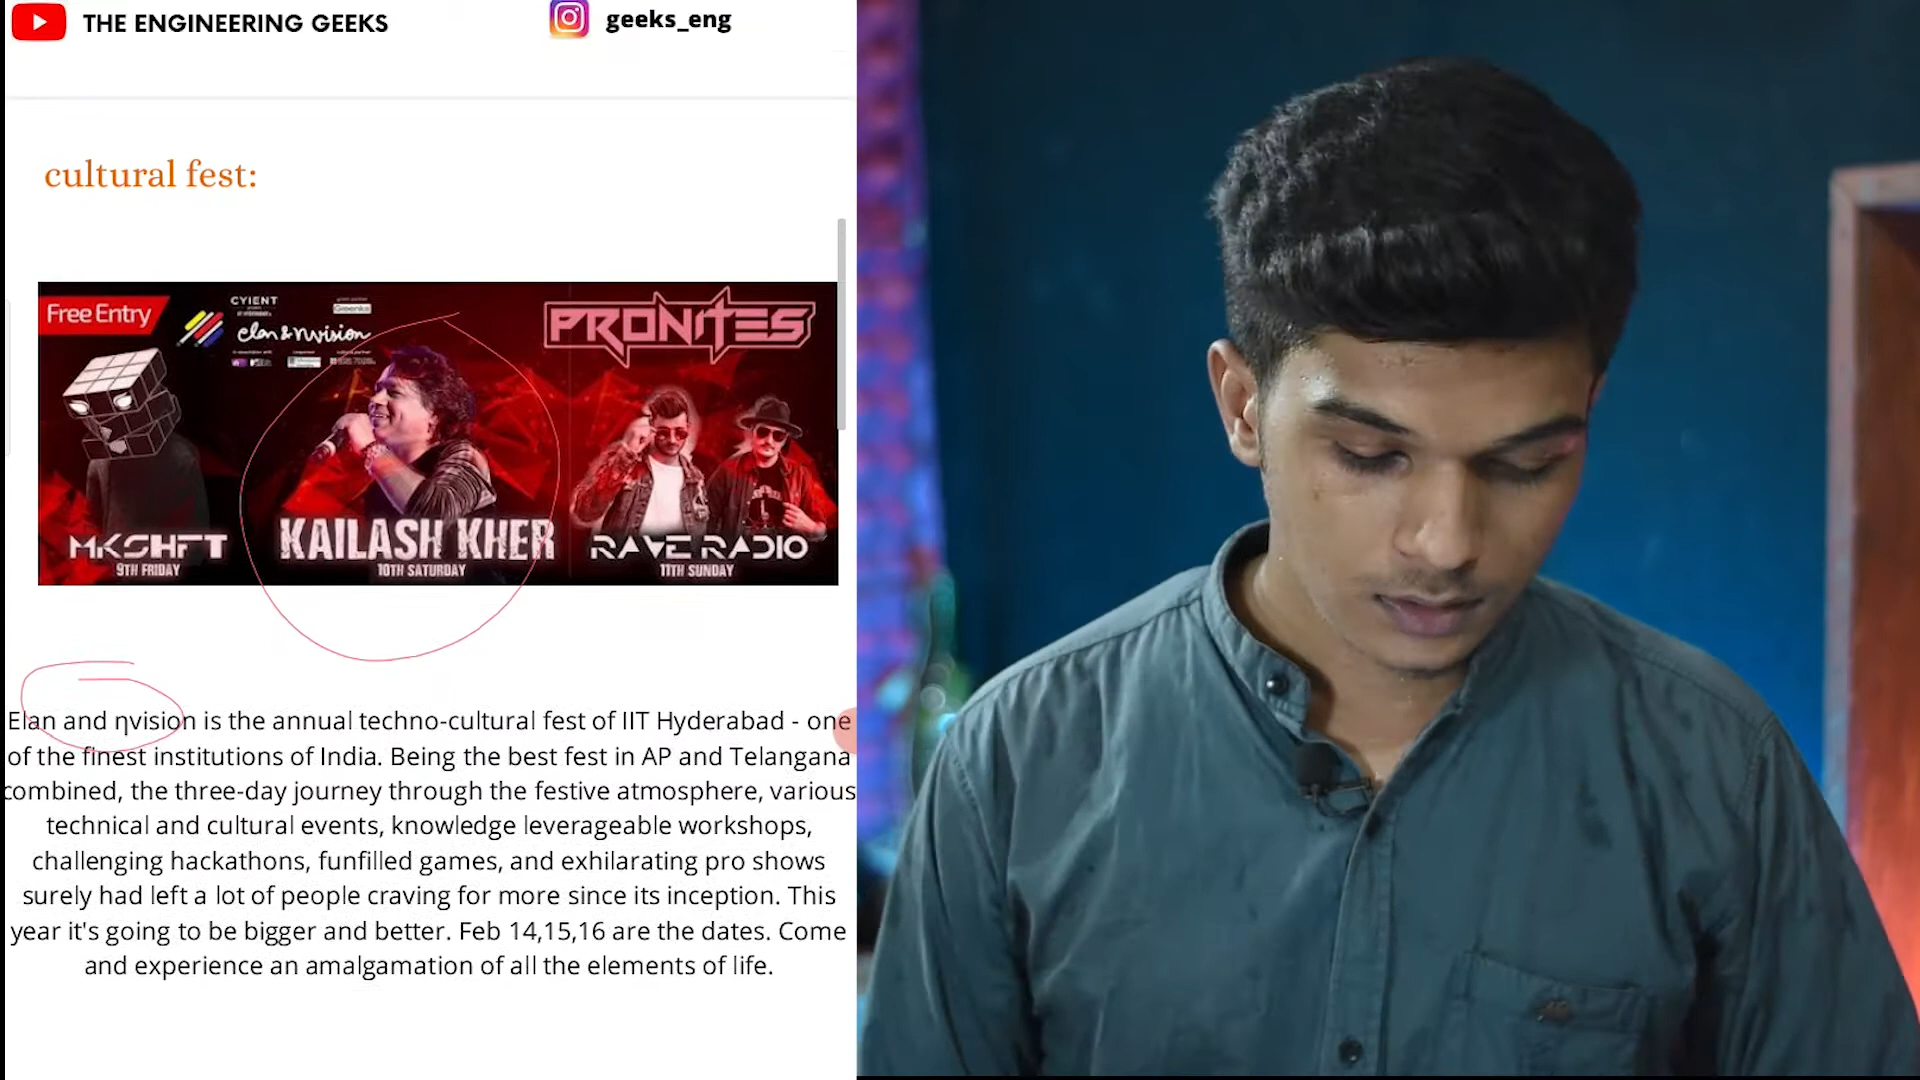 THE ENGINEERING GEEKS
geeks_eng
cultural fest:
Free Entry
CYIENT
elan & ηvision
PRONITES
MKSHFT
9TH FRIDAY
KAILASH KHER
10TH SATURDAY
RAVE RADIO
11TH SUNDAY
Elan and ηvision is the annual techno-cultural fest of IIT Hyderabad - one
of the finest institutions of India. Being the best fest in AP and Telangana
combined, the three-day journey through the festive atmosphere, various
technical and cultural events, knowledge leverageable workshops,
challenging hackathons, funfilled games, and exhilarating pro shows
surely had left a lot of people craving for more since its inception. This
year it's going to be bigger and better. Feb 14,15,16 are the dates. Come
and experience an amalgamation of all the elements of life.